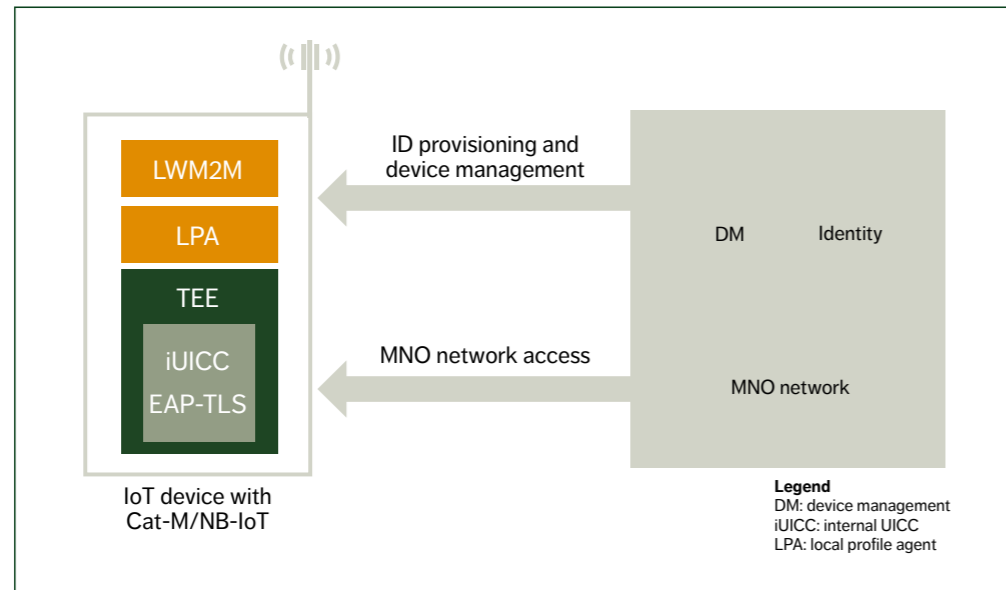 LWM2M
LPA
TEE
iUICC
EAP-TLS
IoT device with
Cat-M/NB-IoT
ID provisioning and
device management
MNO network access
DM
Identity
MNO network
Legend
DM: device management
iUICC: internal UICC
LPA: local profile agent